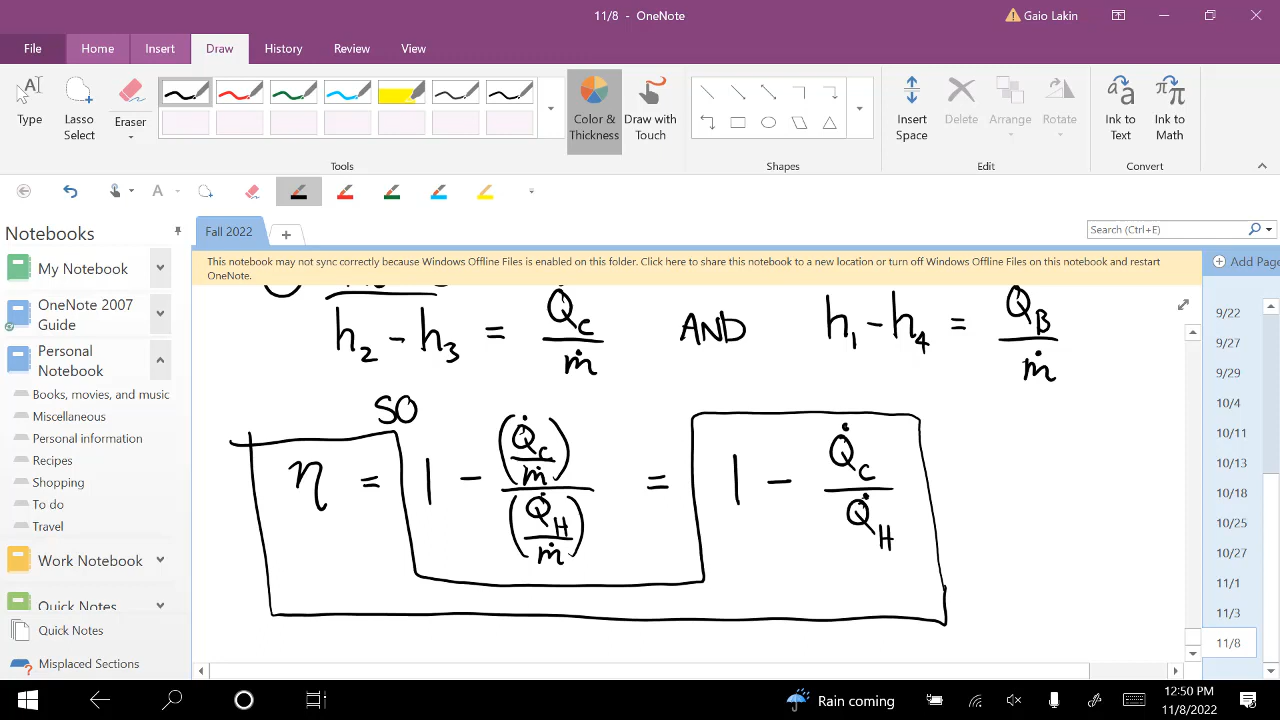 11/8 - OneNote
Gaio Lakin
File Home Insert Draw History Review View
Type
Lasso Select
Eraser
Color & Thickness
Draw with Touch
Insert Space
Delete
Arrange
Rotate
Ink to Text
Ink to Math
Tools
Shapes
Edit
Convert
Notebooks
Fall 2022
Search (Ctrl+E)
This notebook may not sync correctly because Windows Offline Files is enabled on this folder. Click here to share this notebook to a new location or turn off Windows Offline Files on this notebook and restart
OneNote.
My Notebook
OneNote 2007 Guide
Personal Notebook
Books, movies, and music
Miscellaneous
Personal information
Recipes
Shopping
To do
Travel
Work Notebook
Quick Notes
Quick Notes
Misplaced Sections
h₂ - h₃ = Q̇_C / ṁ AND h₁ - h₄ = Q̇_B / ṁ
SO
η = 1 - (Q̇_C / ṁ) / (Q̇_H / ṁ) = 1 - Q̇_C / Q̇_H
Add Page
9/22
9/27
9/29
10/4
10/11
10/13
10/18
10/25
10/27
11/1
11/3
11/8
Rain coming
12:50 PM
11/8/2022